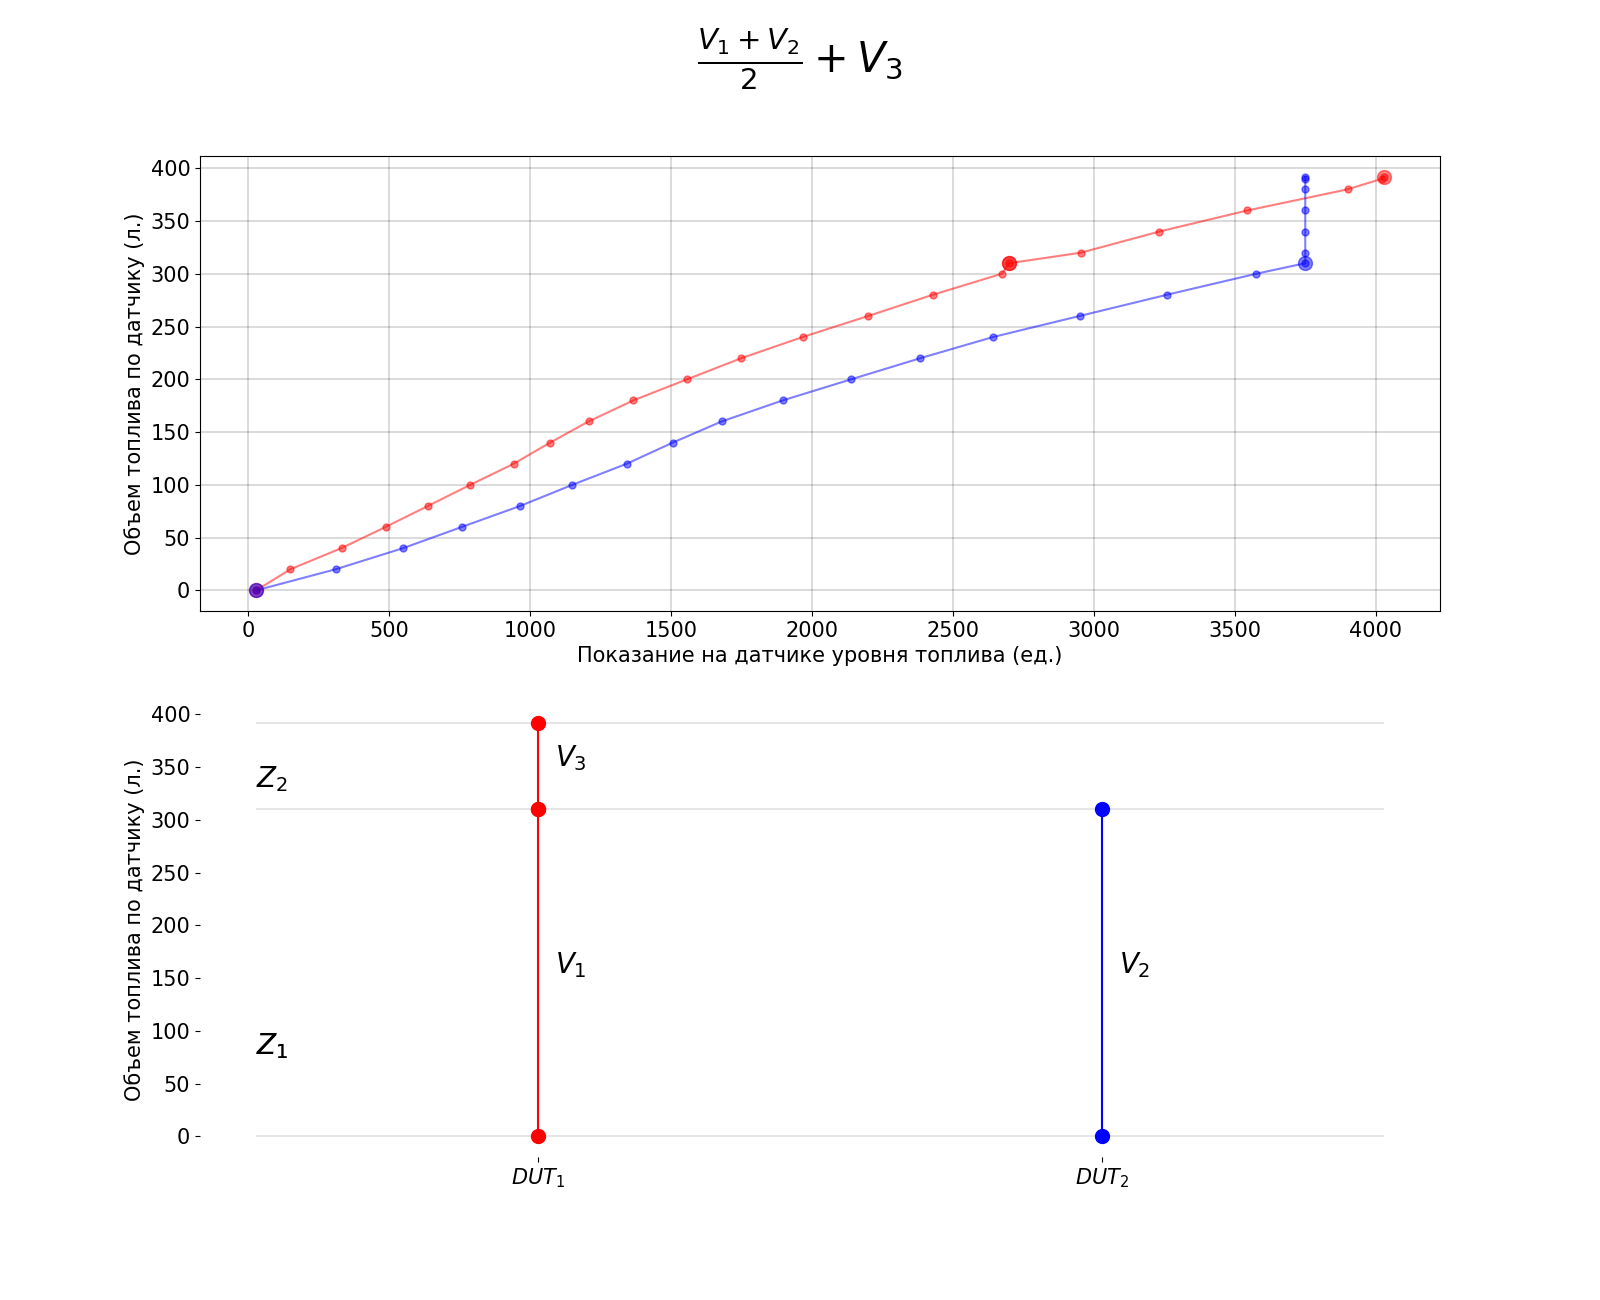 V₁ + V₂
2
+ V₃
400
350
300
250
200
150
100
50
0
Объем топлива по датчику (л.)
0 500 1000 1500 2000 2500 3000 3500 4000
Показание на датчике уровня топлива (ед.)
400
350
300
250
200
150
100
50
0
Объем топлива по датчику (л.)
V₃
Z₂
V₁
V₂
Z₁
DUT₁ DUT₂